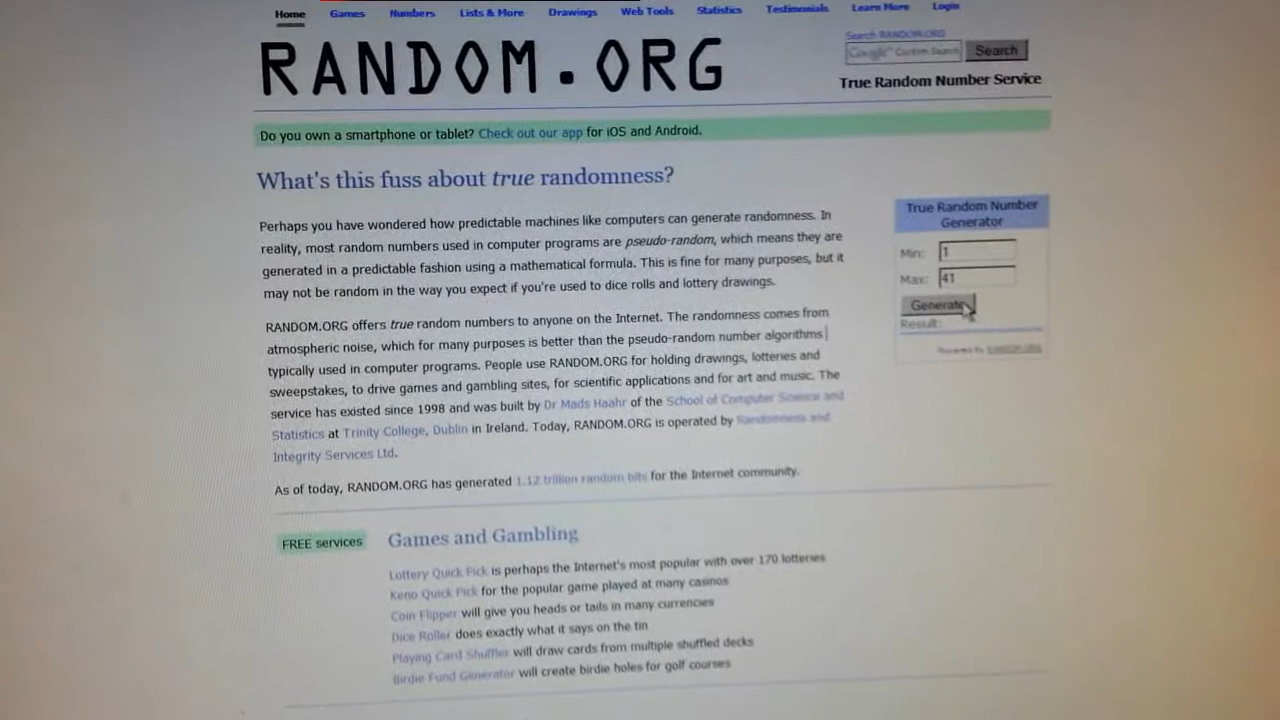 Home Games Numbers Lists & More Drawings Web Tools Statistics Testimonials Learn More Login
RANDOM.ORG
Search RANDOM.ORG
Google Custom Search Search
True Random Number Service
Do you own a smartphone or tablet? Check out our app for iOS and Android.
What's this fuss about true randomness?
Perhaps you have wondered how predictable machines like computers can generate randomness. In
reality, most random numbers used in computer programs are pseudo-random, which means they are
generated in a predictable fashion using a mathematical formula. This is fine for many purposes, but it
may not be random in the way you expect if you're used to dice rolls and lottery drawings.
RANDOM.ORG offers true random numbers to anyone on the Internet. The randomness comes from
atmospheric noise, which for many purposes is better than the pseudo-random number algorithms
typically used in computer programs. People use RANDOM.ORG for holding drawings, lotteries and
sweepstakes, to drive games and gambling sites, for scientific applications and for art and music. The
service has existed since 1998 and was built by Dr Mads Haahr of the School of Computer Science and
Statistics at Trinity College, Dublin in Ireland. Today, RANDOM.ORG is operated by Randomness and
Integrity Services Ltd.
As of today, RANDOM.ORG has generated 1.12 trillion random bits for the Internet community.
True Random Number
Generator
Min: 1
Max: 41
Generate
Result:
Powered by RANDOM.ORG
FREE services
Games and Gambling
Lottery Quick Pick is perhaps the Internet's most popular with over 170 lotteries
Keno Quick Pick for the popular game played at many casinos
Coin Flipper will give you heads or tails in many currencies
Dice Roller does exactly what it says on the tin
Playing Card Shuffler will draw cards from multiple shuffled decks
Birdie Fund Generator will create birdie holes for golf courses